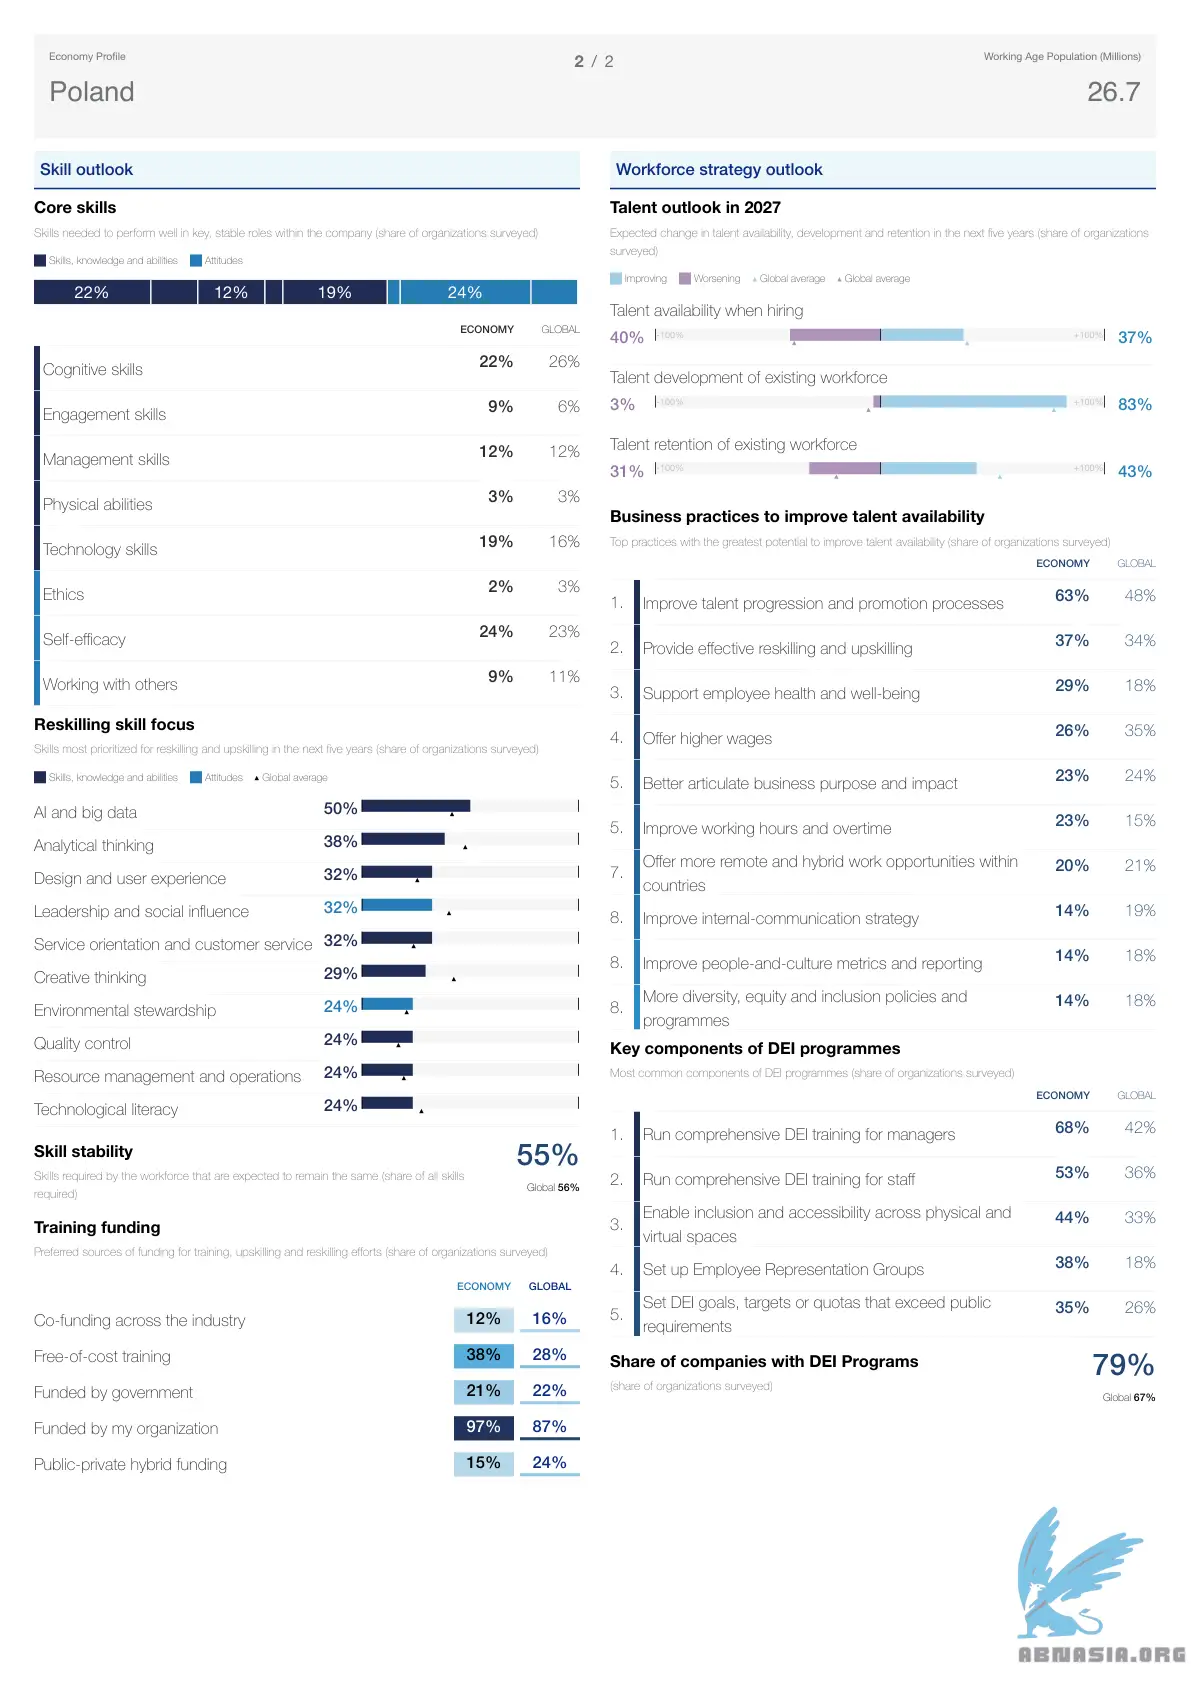 Economy Profile
2 / 2
Working Age Population (Millions)
Poland
26.7
Skill outlook
Core skills
Skills needed to perform well in key, stable roles within the company (share of organizations surveyed)
Skills, knowledge and abilities Attitudes
22% 12% 19% 24%
ECONOMY GLOBAL
Cognitive skills 22% 26%
Engagement skills 9% 6%
Management skills 12% 12%
Physical abilities 3% 3%
Technology skills 19% 16%
Ethics 2% 3%
Self-efficacy 24% 23%
Working with others 9% 11%
Reskilling skill focus
Skills most prioritized for reskilling and upskilling in the next five years (share of organizations surveyed)
Skills, knowledge and abilities Attitudes Global average
AI and big data 50%
Analytical thinking 38%
Design and user experience 32%
Leadership and social influence 32%
Service orientation and customer service 32%
Creative thinking 29%
Environmental stewardship 24%
Quality control 24%
Resource management and operations 24%
Technological literacy 24%
Skill stability 55%
Skills required by the workforce that are expected to remain the same (share of all skills
required)
Global 56%
Training funding
Preferred sources of funding for training, upskilling and reskilling efforts (share of organizations surveyed)
ECONOMY GLOBAL
Co-funding across the industry 12% 16%
Free-of-cost training 38% 28%
Funded by government 21% 22%
Funded by my organization 97% 87%
Public-private hybrid funding 15% 24%
Workforce strategy outlook
Talent outlook in 2027
Expected change in talent availability, development and retention in the next five years (share of organizations
surveyed)
Improving Worsening Global average Global average
Talent availability when hiring
40% -100% +100% 37%
Talent development of existing workforce
3% -100% +100% 83%
Talent retention of existing workforce
31% -100% +100% 43%
Business practices to improve talent availability
Top practices with the greatest potential to improve talent availability (share of organizations surveyed)
ECONOMY GLOBAL
1. Improve talent progression and promotion processes 63% 48%
2. Provide effective reskilling and upskilling 37% 34%
3. Support employee health and well-being 29% 18%
4. Offer higher wages 26% 35%
5. Better articulate business purpose and impact 23% 24%
5. Improve working hours and overtime 23% 15%
7. Offer more remote and hybrid work opportunities within
countries 20% 21%
8. Improve internal-communication strategy 14% 19%
8. Improve people-and-culture metrics and reporting 14% 18%
8. More diversity, equity and inclusion policies and
programmes 14% 18%
Key components of DEI programmes
Most common components of DEI programmes (share of organizations surveyed)
ECONOMY GLOBAL
1. Run comprehensive DEI training for managers 68% 42%
2. Run comprehensive DEI training for staff 53% 36%
3. Enable inclusion and accessibility across physical and
virtual spaces 44% 33%
4. Set up Employee Representation Groups 38% 18%
5. Set DEI goals, targets or quotas that exceed public
requirements 35% 26%
Share of companies with DEI Programs 79%
(share of organizations surveyed)
Global 67%
ABNASIA.ORG